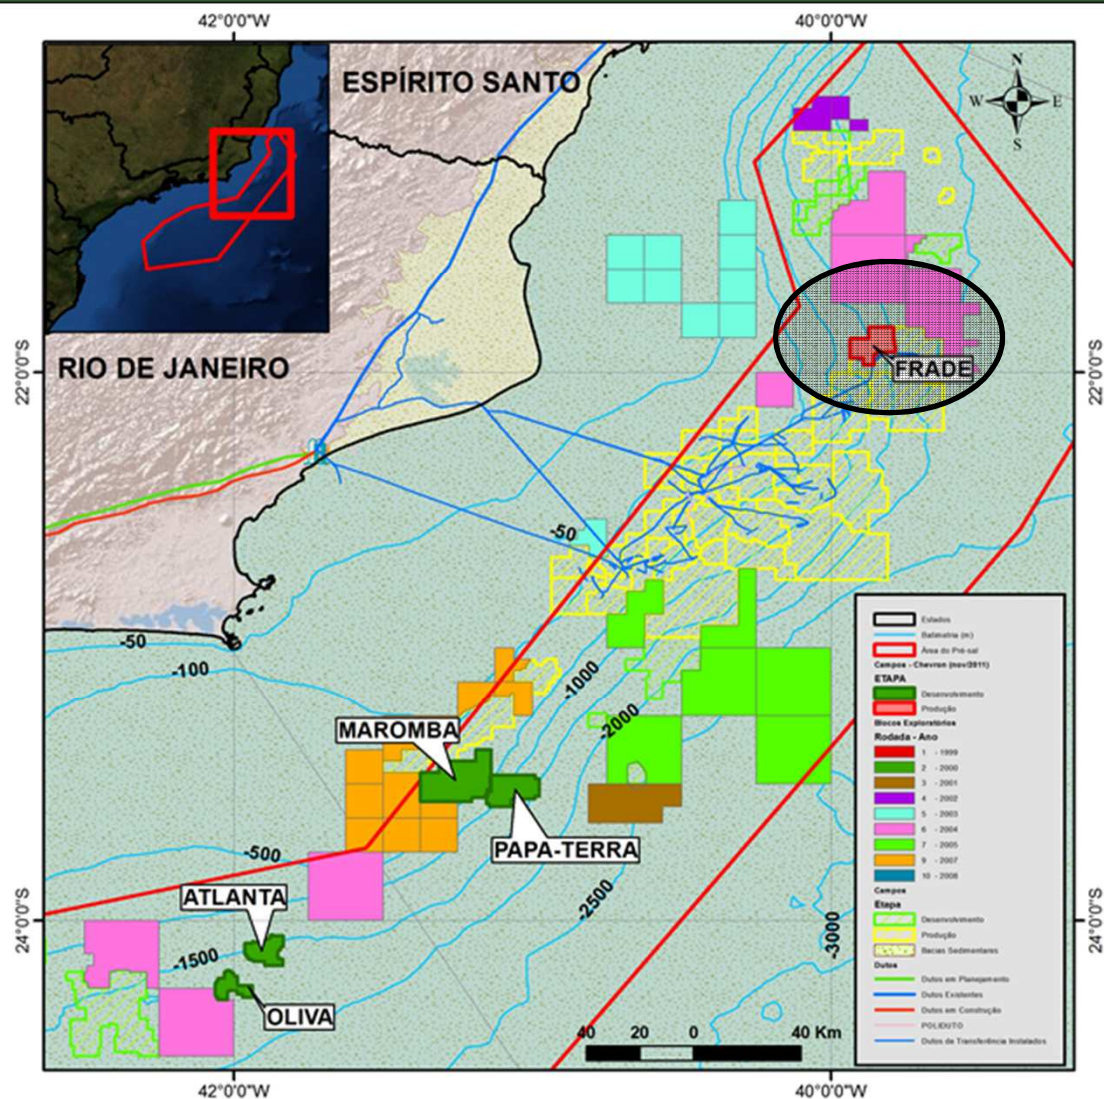 42°0'0"W
40°0'0"W
ESPÍRITO SANTO
N
W
E
S
RIO DE JANEIRO
22°0'0"S
22°0'0"S
FRADE
-50
-50
-100
-1000
-2000
MAROMBA
PAPA-TERRA
-500
ATLANTA
-2500
-3000
24°0'0"S
24°0'0"S
-1500
OLIVA
40 20 0 40 Km
42°0'0"W
40°0'0"W
Estados
Batimetria (m)
Área do Pré-sal
Campos - Chevron (nov/2011)
ETAPA
Desenvolvimento
Produção
Blocos Exploratórios
Rodada - Ano
1 - 1999
2 - 2000
3 - 2001
4 - 2002
5 - 2003
6 - 2004
7 - 2005
9 - 2007
10 - 2008
Campos
Etapa
Desenvolvimento
Produção
Bacias Sedimentares
Dutos
Dutos em Planejamento
Dutos Existentes
Dutos em Construção
POLIDUTO
Dutos de Transferência Instalados